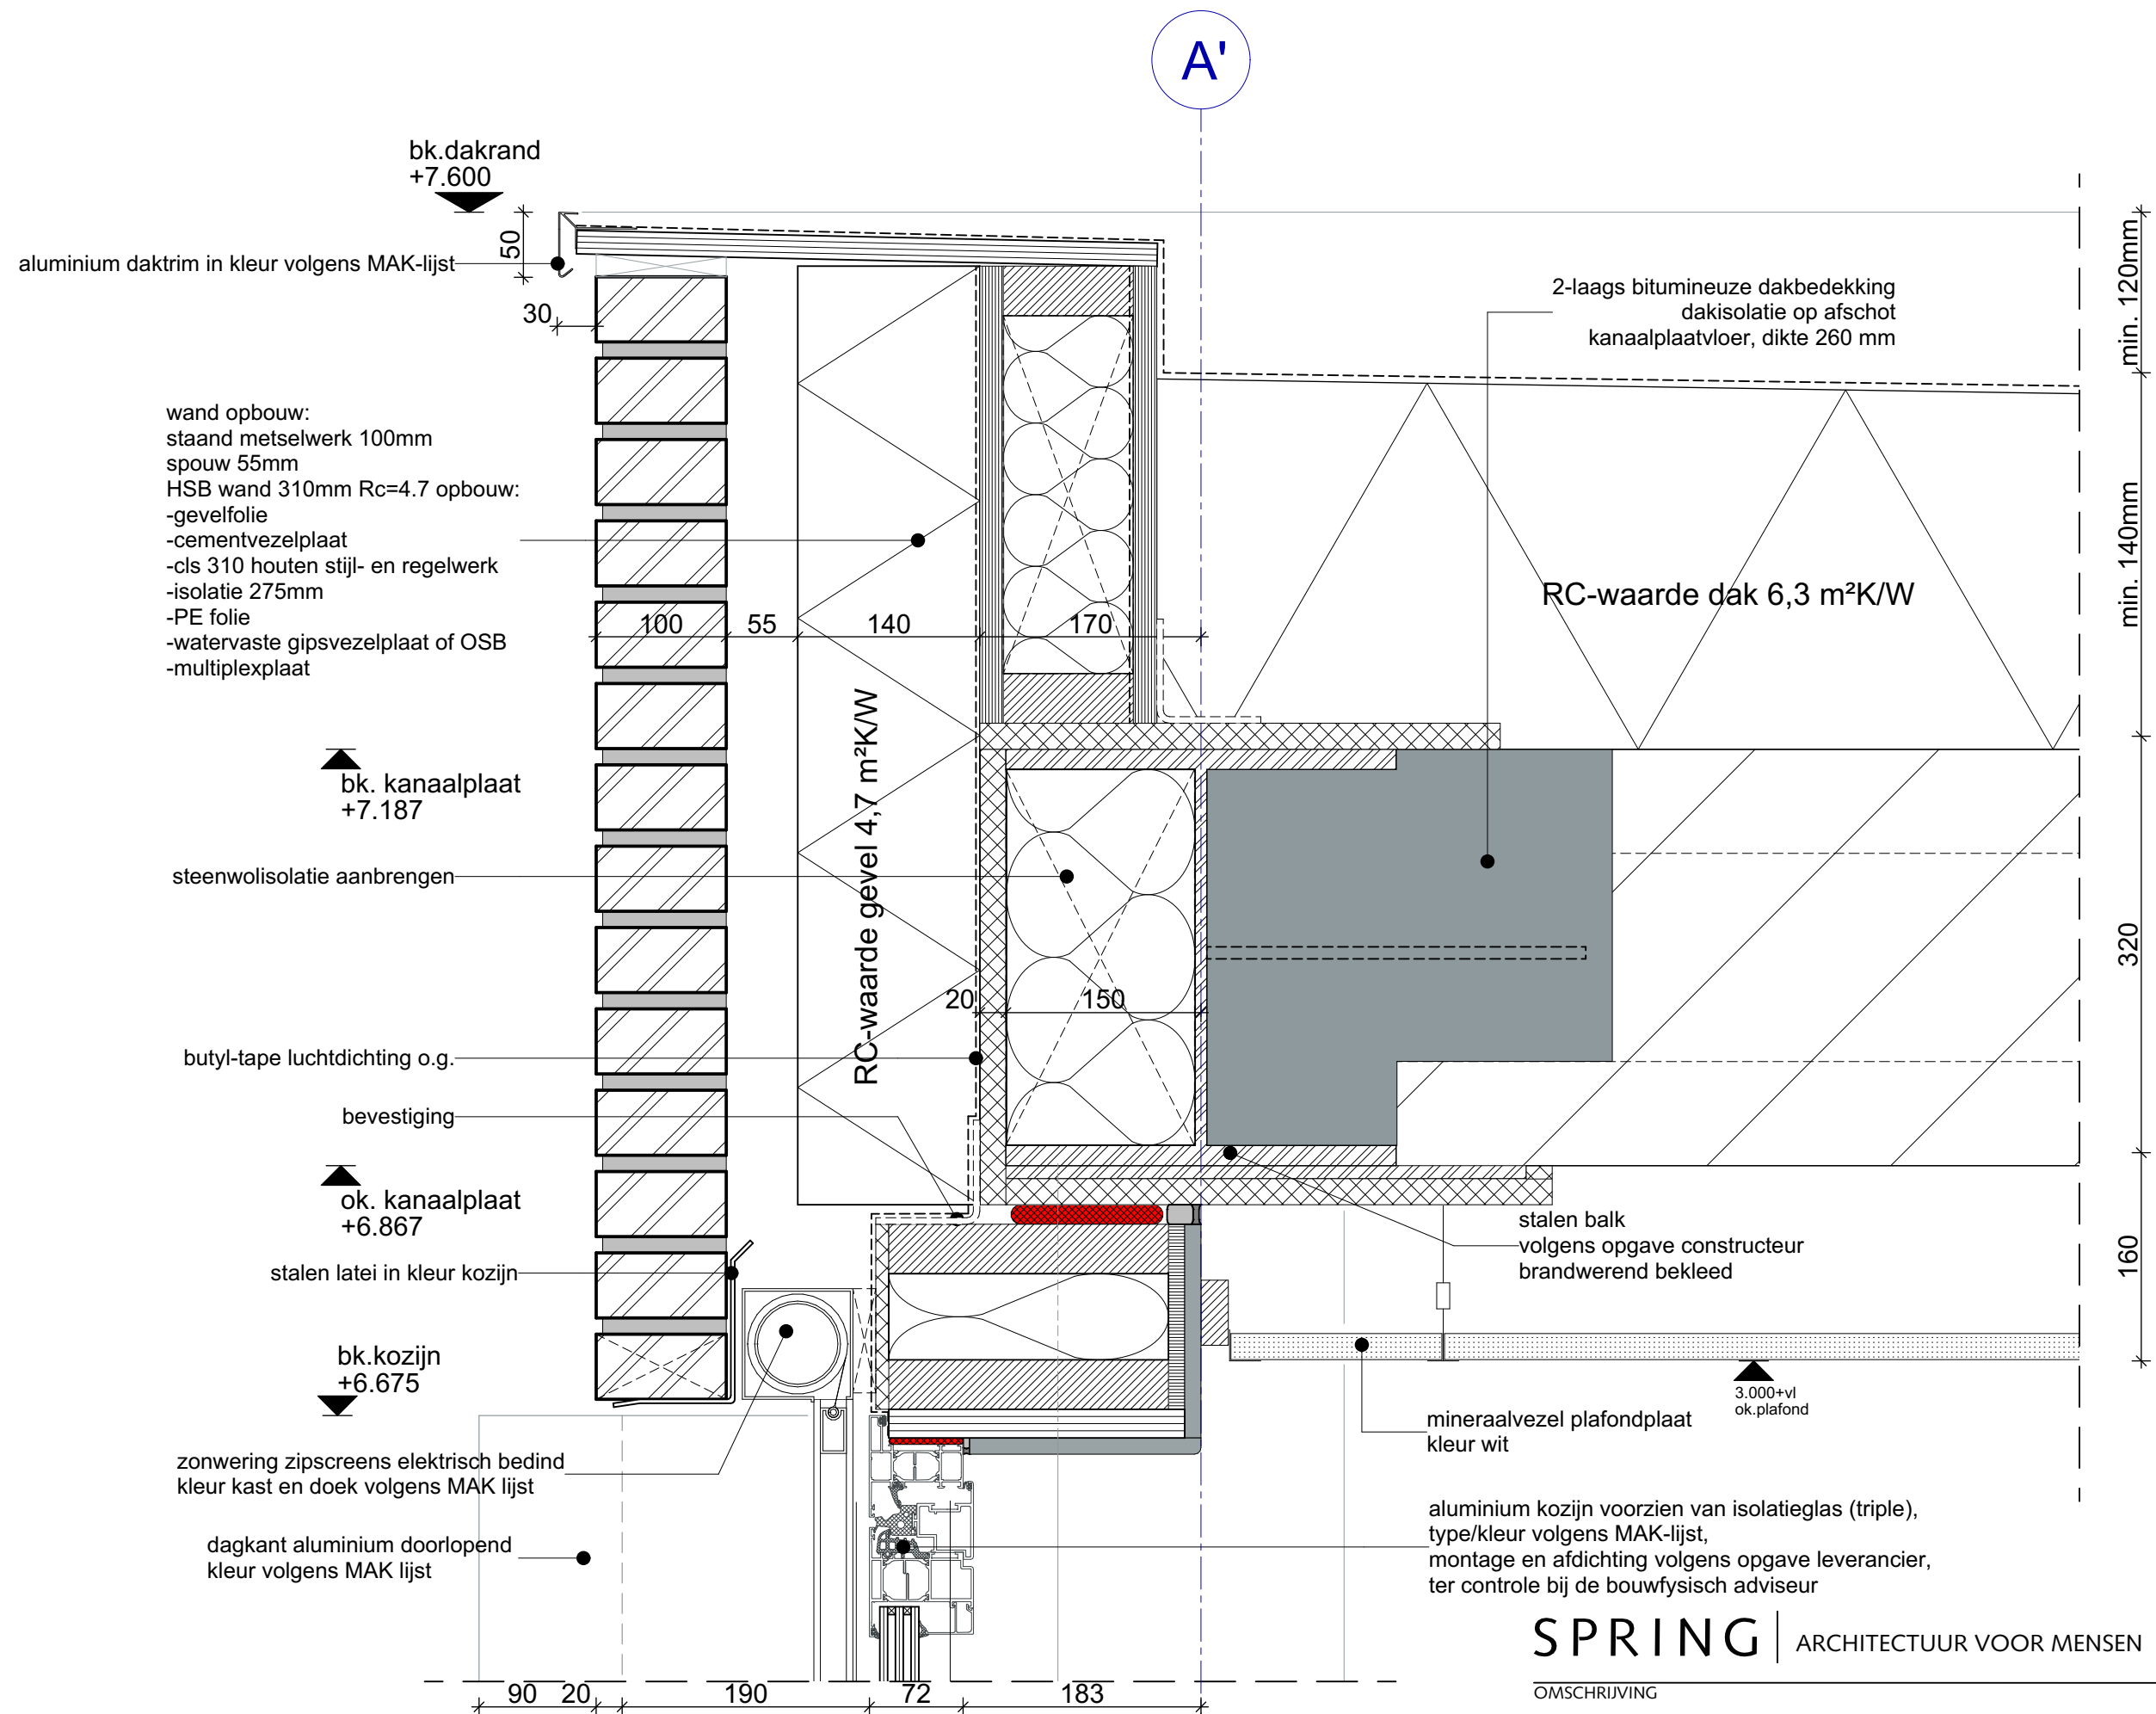 A'
bk.dakrand
+7.600
50
aluminium daktrim in kleur volgens MAK-lijst
30
2-laags bitumineuze dakbedekking
dakisolatie op afschot
kanaalplaatvloer, dikte 260 mm
min. 120mm
wand opbouw:
staand metselwerk 100mm
spouw 55mm
HSB wand 310mm Rc=4.7 opbouw:
-gevelfolie
-cementvezelplaat
-cls 310 houten stijl- en regelwerk
-isolatie 275mm
-PE folie
-watervaste gipsvezelplaat of OSB
-multiplexplaat
100
55
140
170
RC-waarde dak 6,3 m²K/W
min. 140mm
RC-waarde gevel 4,7 m²K/W
bk. kanaalplaat
+7.187
steenwolisolatie aanbrengen
20
150
320
butyl-tape luchtdichting o.g.
bevestiging
ok. kanaalplaat
+6.867
stalen latei in kleur kozijn
stalen balk
volgens opgave constructeur
brandwerend bekleed
160
bk.kozijn
+6.675
3.000+vl
ok.plafond
mineraalvezel plafondplaat
kleur wit
zonwering zipscreens elektrisch bedind
kleur kast en doek volgens MAK lijst
dagkant aluminium doorlopend
kleur volgens MAK lijst
aluminium kozijn voorzien van isolatieglas (triple),
type/kleur volgens MAK-lijst,
montage en afdichting volgens opgave leverancier,
ter controle bij de bouwfysisch adviseur
SPRING ARCHITECTUUR VOOR MENSEN
OMSCHRIJVING
90
20
190
72
183